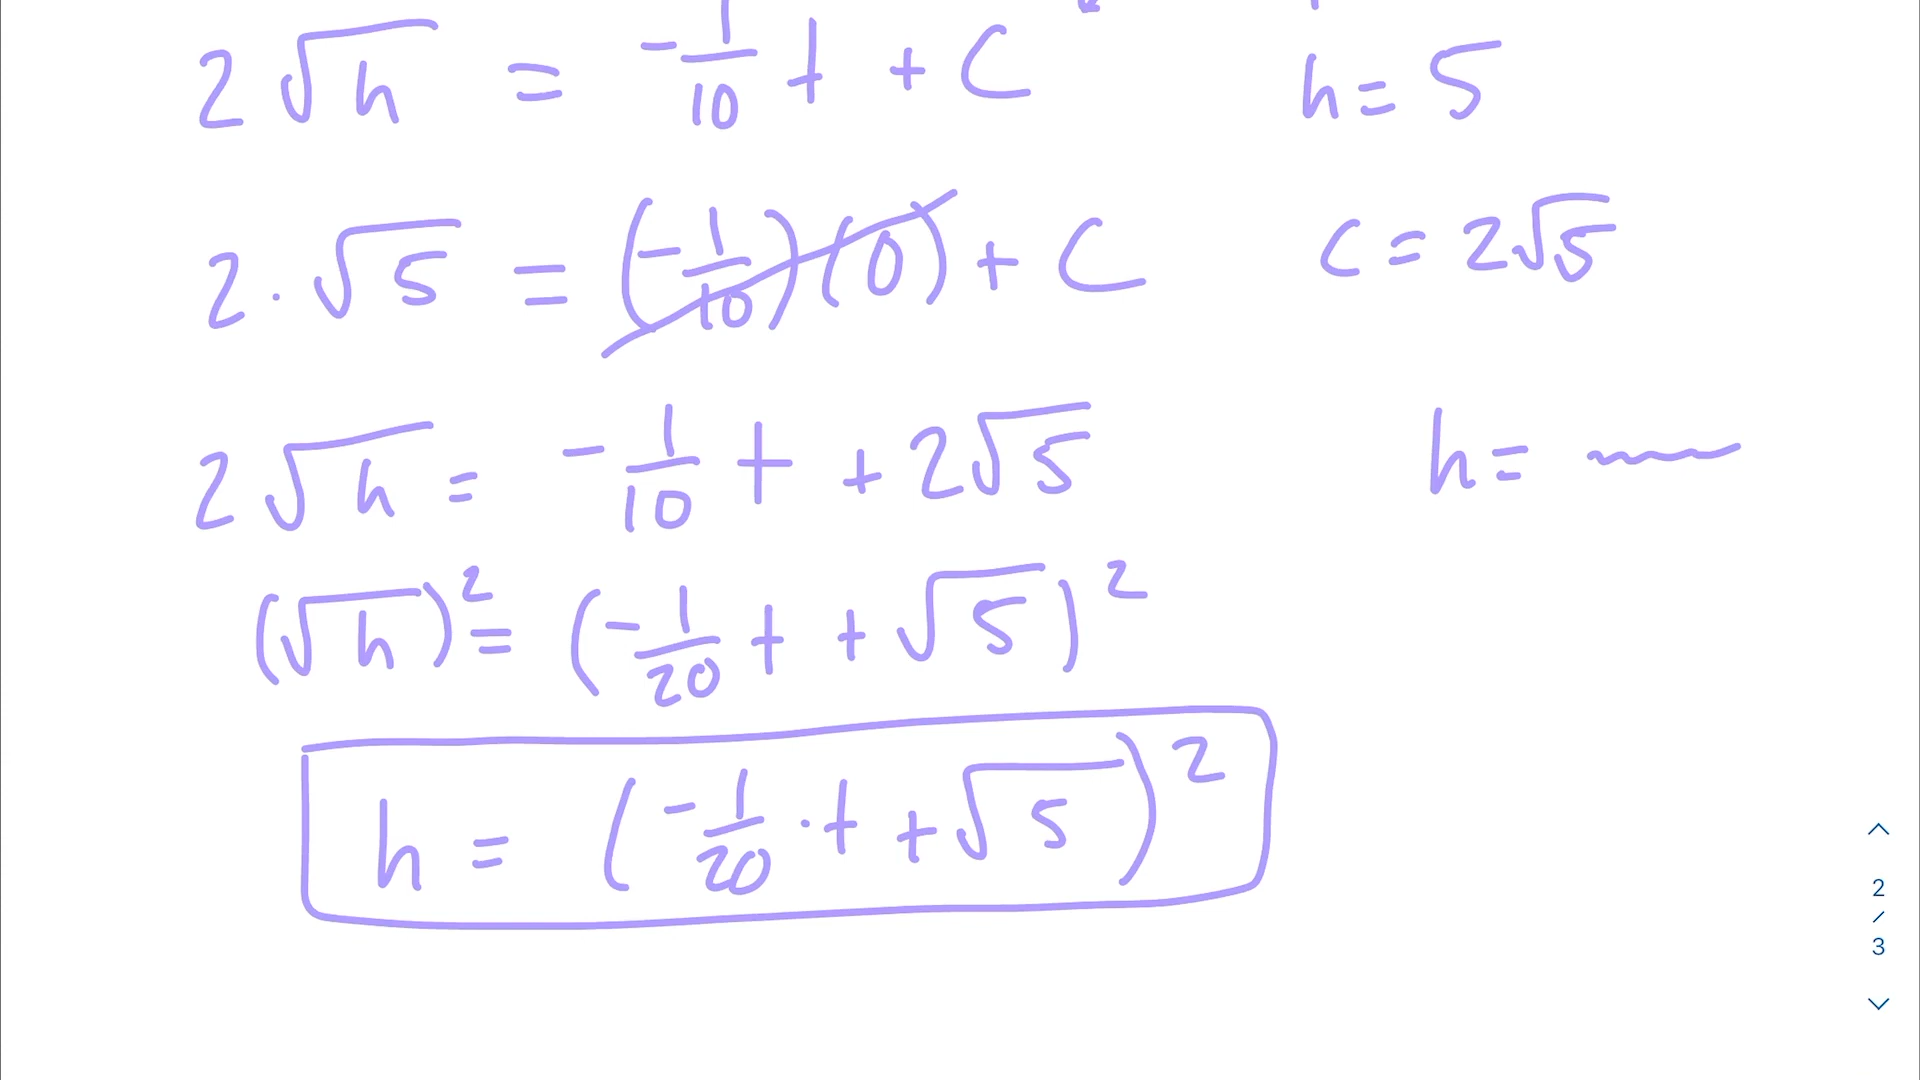 2√h = -1/10 t + C h = 5
2·√5 = (-1/10)(0) + C C = 2√5
2√h = -1/10 t + 2√5 h =
(√h)² = (-1/20 t + √5)²
h = (-1/20 · t + √5)²
2
/
3